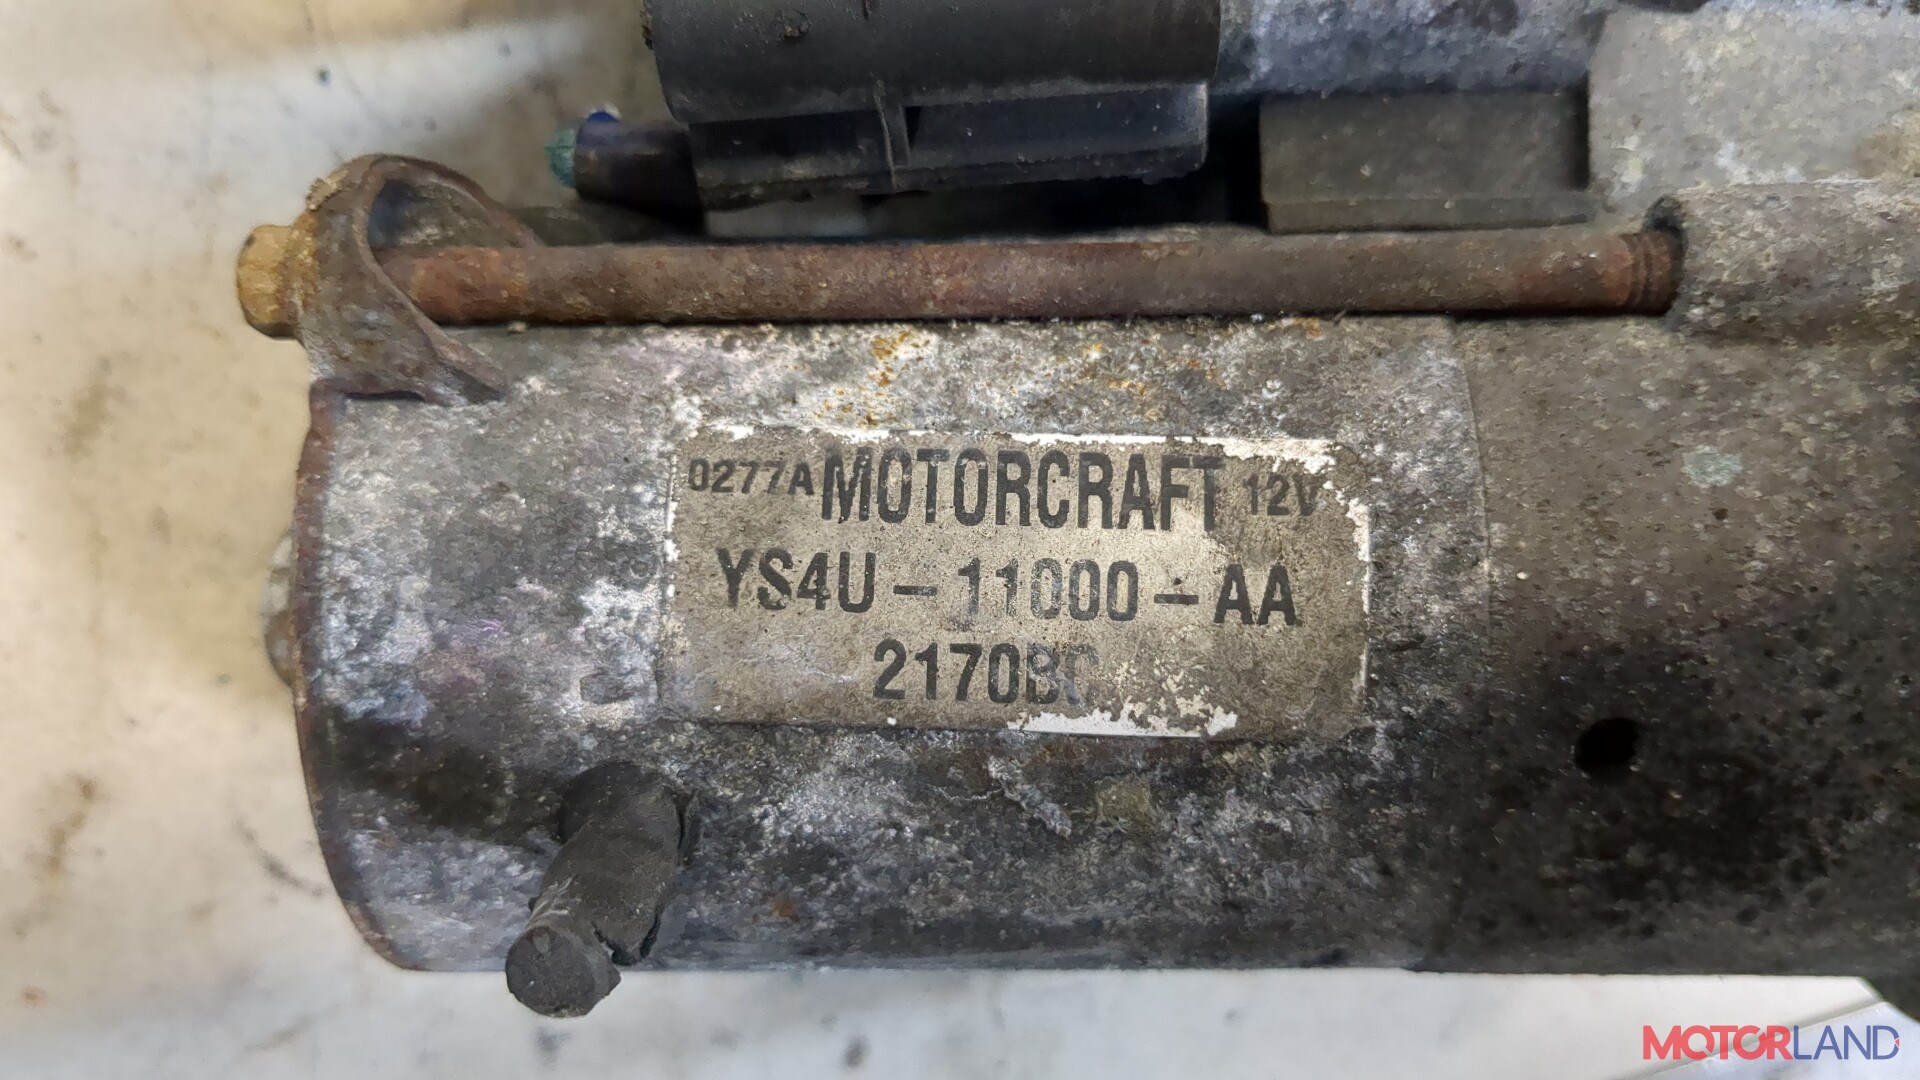 0277A MOTORCRAFT 12V
YS4U-11000-AA
MOTORLAND